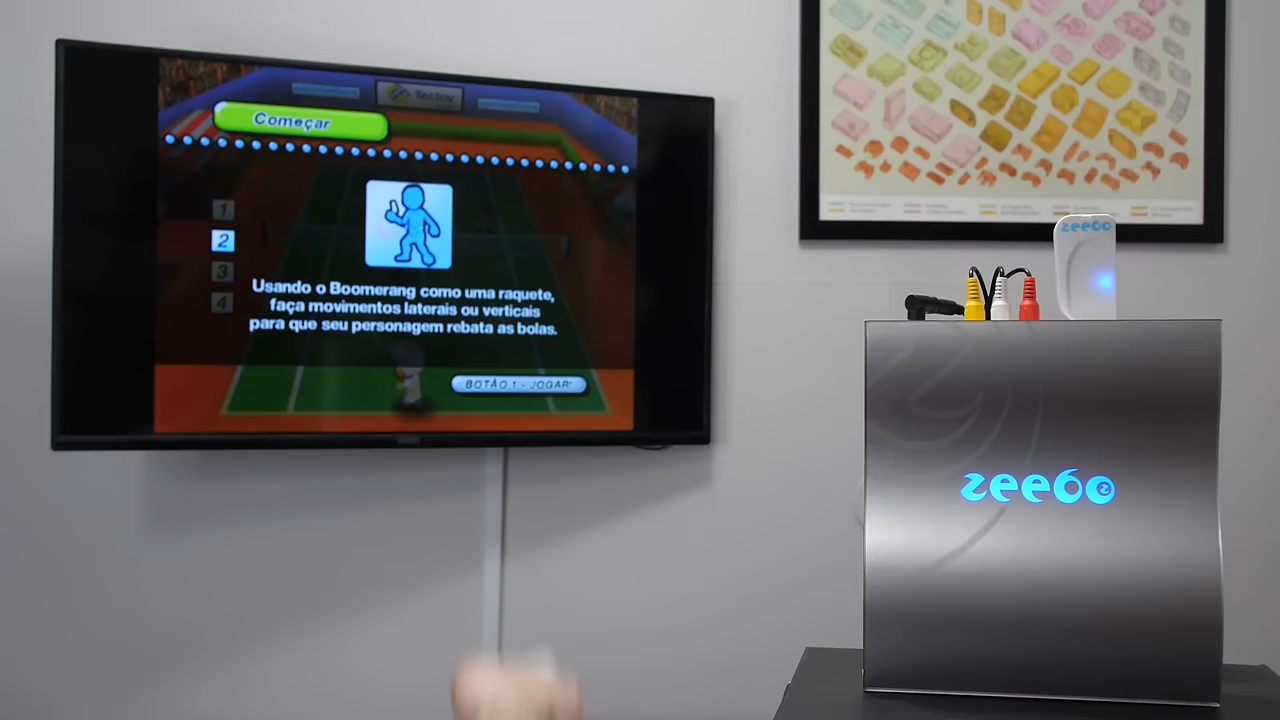 Tectoy
Começar
1
2
3
4
Usando o Boomerang como uma raquete,
faça movimentos laterais ou verticais
para que seu personagem rebata as bolas.
BOTÃO 1 - JOGAR!
zeebo
zeebo